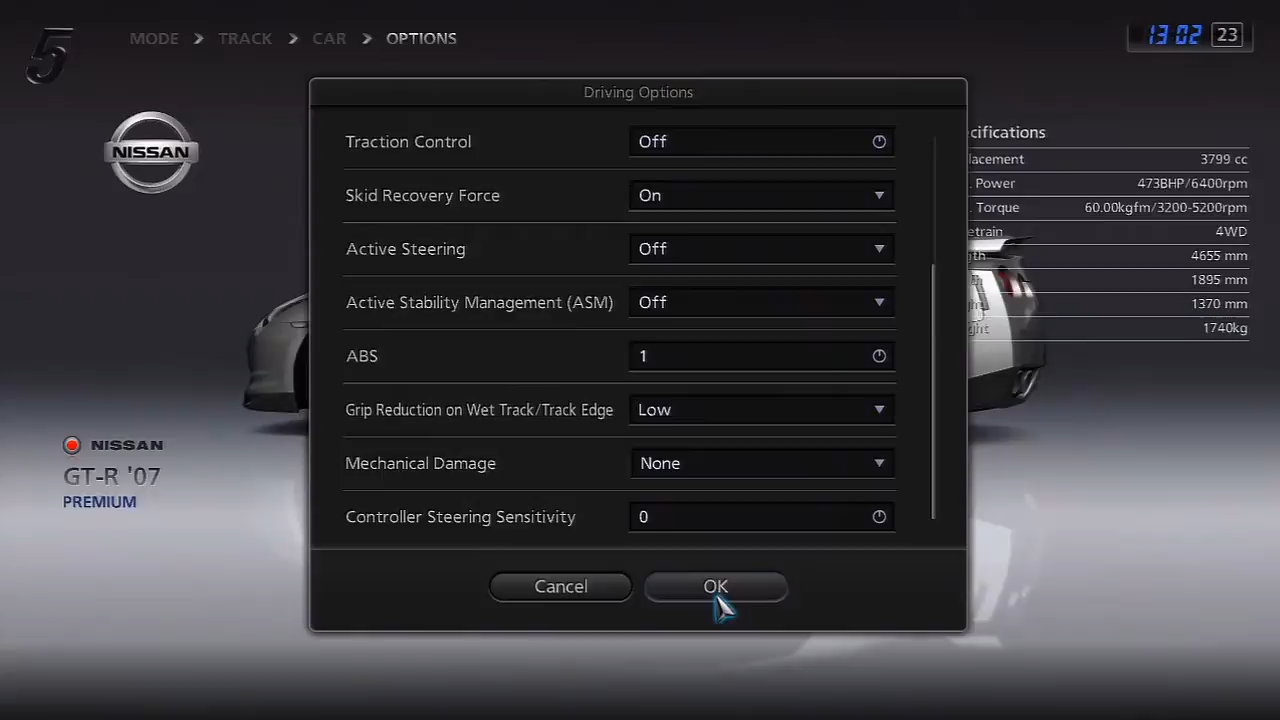 5
MODE > TRACK > CAR > OPTIONS
13:02 23
Driving Options
NISSAN
Traction Control Off
Skid Recovery Force On
Active Steering Off
Active Stability Management (ASM) Off
ABS 1
Grip Reduction on Wet Track/Track Edge Low
Mechanical Damage None
Controller Steering Sensitivity 0
Cancel OK
ecifications
lacement 3799 cc
. Power 473BHP/6400rpm
. Torque 60.00kgfm/3200-5200rpm
etrain 4WD
gth 4655 mm
1895 mm
1370 mm
ght 1740kg
NISSAN
GT-R '07
PREMIUM